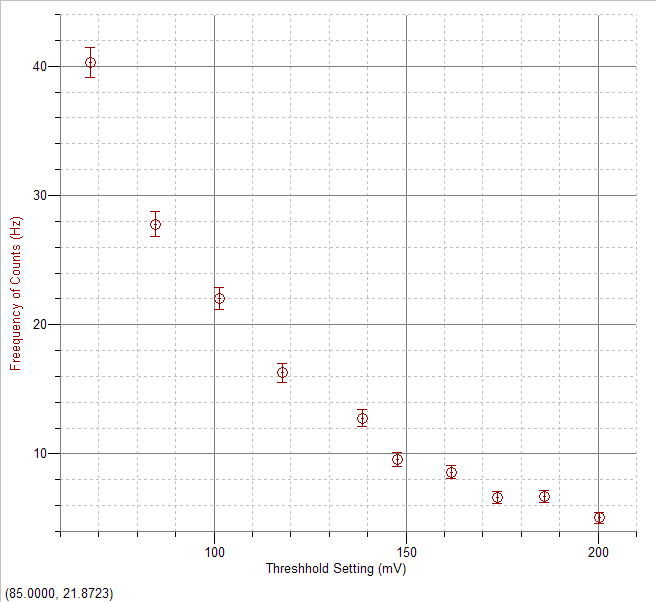 40
30
20
10
Freequency of Counts (Hz)
100 150 200
Threshhold Setting (mV)
(85.0000, 21.8723)